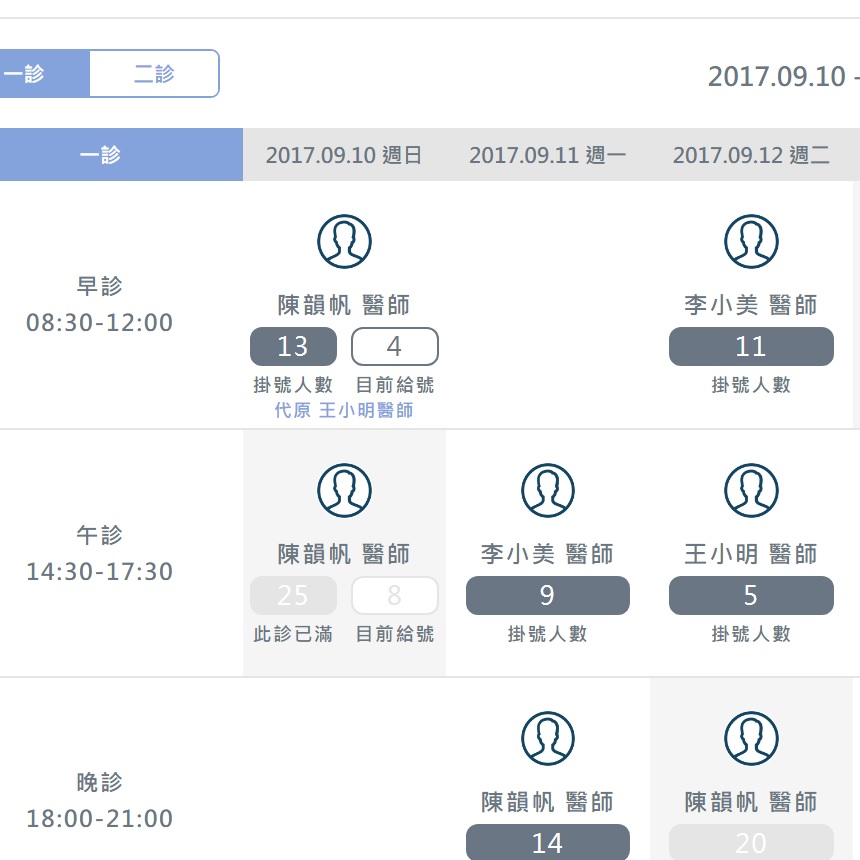 一診 二診 2017.09.10 -
一診 2017.09.10 週日 2017.09.11 週一 2017.09.12 週二
早診
08:30-12:00
陳韻帆 醫師 李小美 醫師
13 4 11
掛號人數 目前給號 掛號人數
代原 王小明醫師
午診
14:30-17:30
陳韻帆 醫師 李小美 醫師 王小明 醫師
25 8 9 5
此診已滿 目前給號 掛號人數 掛號人數
晚診
18:00-21:00
陳韻帆 醫師 陳韻帆 醫師
14 20